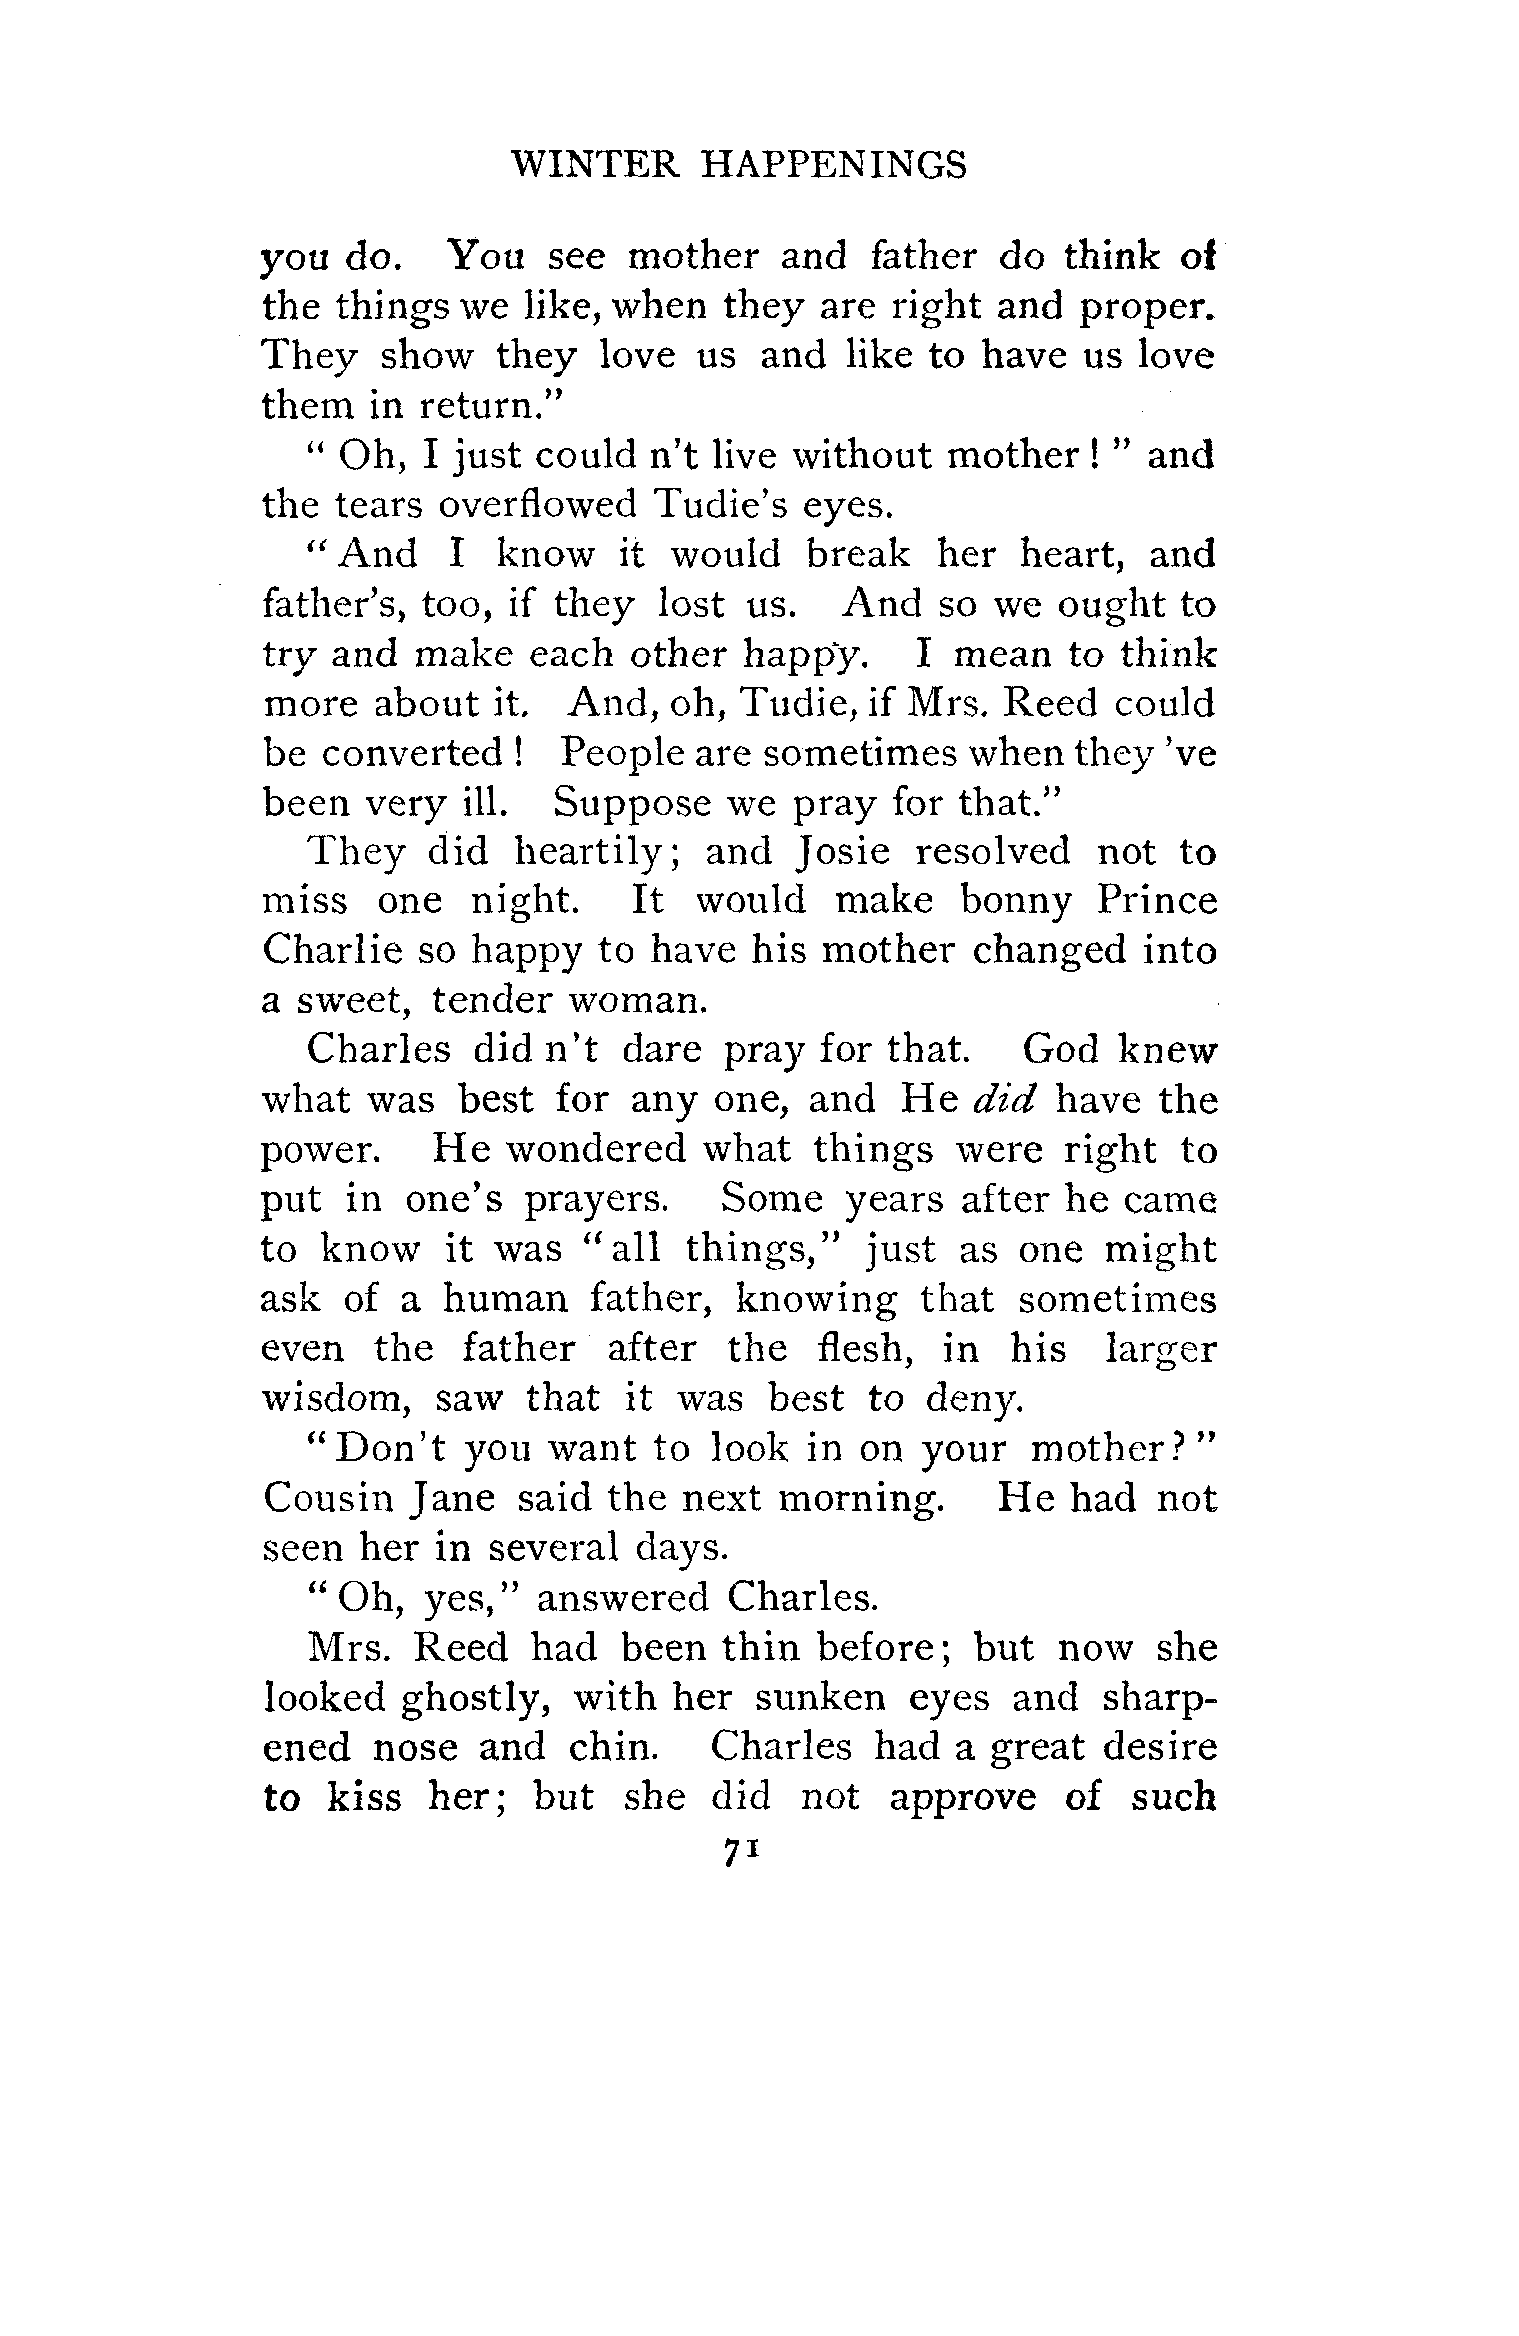 WINTER HAPPENINGS
you do. You see mother and father do think of
the things we like, when they are right and proper.
They show they love us and like to have us love
them in return."
" Oh, I just could n't live without mother ! " and
the tears overflowed Tudie's eyes.
" And I know it would break her heart, and
father's, too, if they lost us. And so we ought to
try and make each other happy. I mean to think
more about it. And, oh, Tudie, if Mrs. Reed could
be converted ! People are sometimes when they 've
been very ill. Suppose we pray for that."
They did heartily; and Josie resolved not to
miss one night. It would make bonny Prince
Charlie so happy to have his mother changed into
a sweet, tender woman.
Charles did n't dare pray for that. God knew
what was best for any one, and He did have the
power. He wondered what things were right to
put in one's prayers. Some years after he came
to know it was "all things," just as one might
ask of a human father, knowing that sometimes
even the father after the flesh, in his larger
wisdom, saw that it was best to deny.
" Don't you want to look in on your mother? "
Cousin Jane said the next morning. He had not
seen her in several days.
" Oh, yes," answered Charles.
Mrs. Reed had been thin before; but now she
looked ghostly, with her sunken eyes and sharp-
ened nose and chin. Charles had a great desire
to kiss her; but she did not approve of such
71